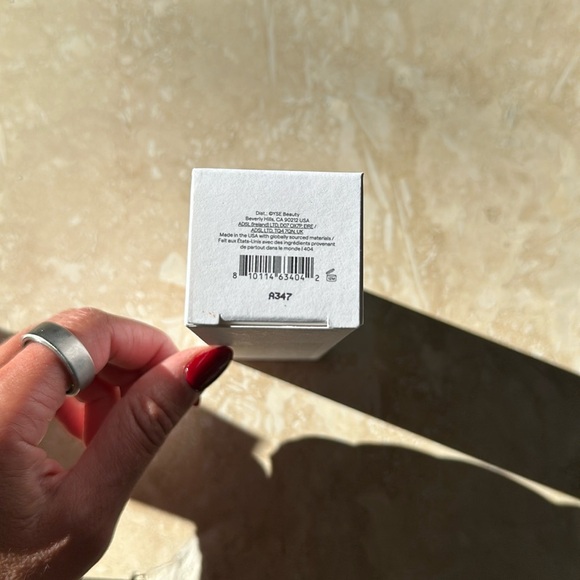 Dist.: ©YSE Beauty
Beverly Hills, CA 90212 USA
ADSL (Ireland) LTD, D07 CK7P. EIRE /
ADSL LTD, TQ4 7QN. UK
Made in the USA with globally sourced materials /
Fait aux États-Unis avec des ingrédients provenant
de partout dans le monde | 404
8 10114 63404 2
A347